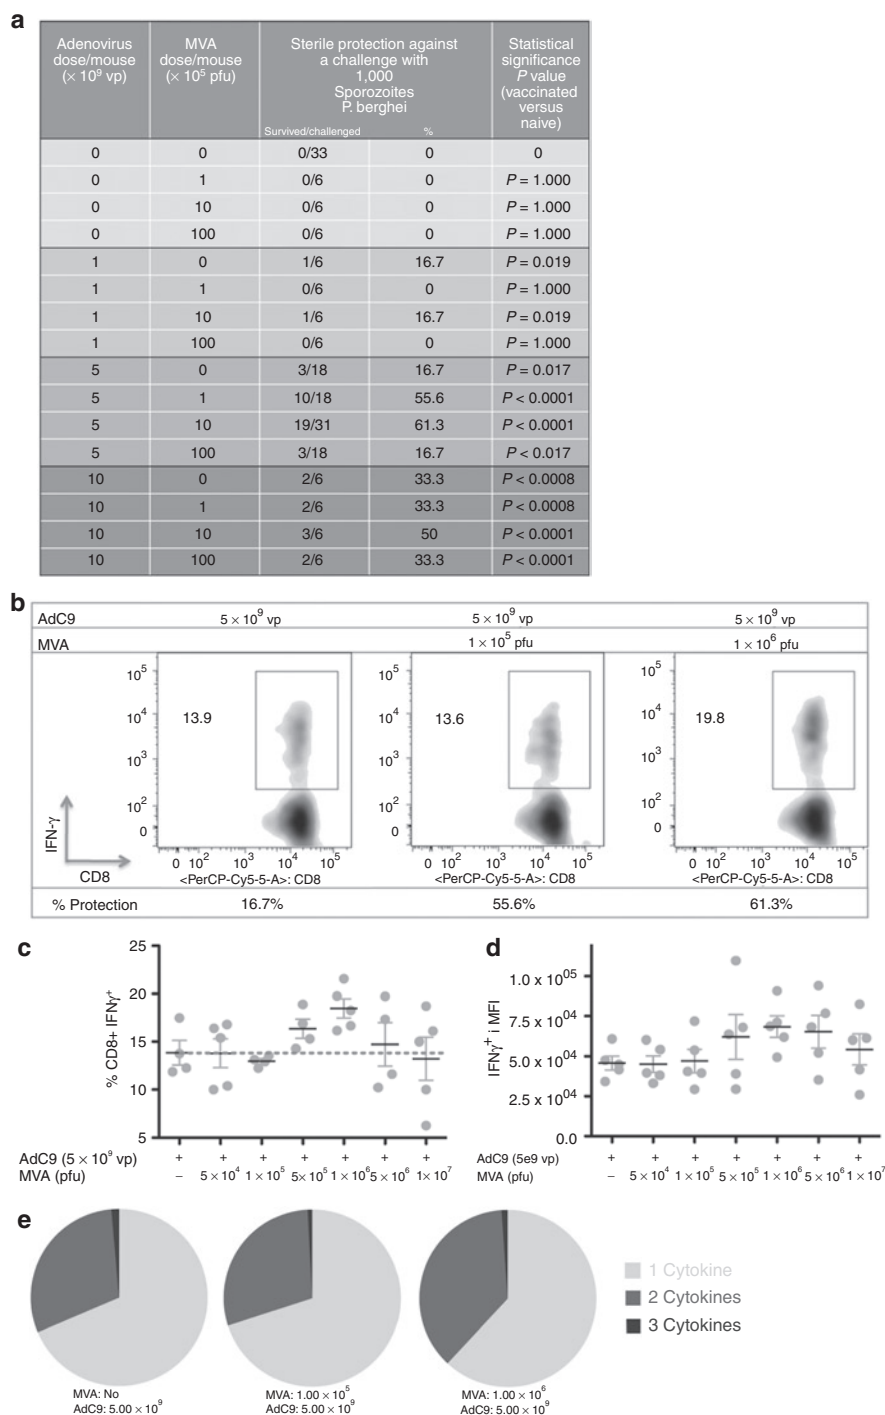 a
Adenovirus dose/mouse (× 10⁹ vp) MVA dose/mouse (× 10⁵ pfu) Sterile protection against a challenge with 1,000 Sporozoites P. berghei Statistical significance P value (vaccinated versus naive)
Survived/challenged %
0 0 0/33 0 0
0 1 0/6 0 P = 1.000
0 10 0/6 0 P = 1.000
0 100 0/6 0 P = 1.000
1 0 1/6 16.7 P = 0.019
1 1 0/6 0 P = 1.000
1 10 1/6 16.7 P = 0.019
1 100 0/6 0 P = 1.000
5 0 3/18 16.7 P = 0.017
5 1 10/18 55.6 P < 0.0001
5 10 19/31 61.3 P < 0.0001
5 100 3/18 16.7 P < 0.017
10 0 2/6 33.3 P < 0.0008
10 1 2/6 33.3 P < 0.0008
10 10 3/6 50 P < 0.0001
10 100 2/6 33.3 P < 0.0001
b
AdC9 5 × 10⁹ vp 5 × 10⁹ vp 5 × 10⁹ vp
MVA 1 × 10⁵ pfu 1 × 10⁶ pfu
10⁵ 10⁵ 10⁵
10⁴ 10⁴ 10⁴
13.9 13.6 19.8
10³ 10³ 10³
10² 10² 10²
0 0 0
IFN-γ
CD8
0 10² 10³ 10⁴ 10⁵ 0 10² 10³ 10⁴ 10⁵ 0 10² 10³ 10⁴ 10⁵
<PerCP-Cy5-5-A>: CD8 <PerCP-Cy5-5-A>: CD8 <PerCP-Cy5-5-A>: CD8
% Protection 16.7% 55.6% 61.3%
c
% CD8+ IFNγ⁺
25
20
15
10
5
AdC9 (5 × 10⁹ vp) + + + + + + +
MVA (pfu) – 5×10⁴ 1×10⁵ 5×10⁵ 1×10⁶ 5×10⁶ 1×10⁷
d
IFNγ⁺ i MFI
1.0 x 10⁰⁵
7.5 x 10⁰⁴
5.0 x 10⁰⁴
2.5 x 10⁰⁴
0.0
AdC9 (5e9 vp) + + + + + + +
MVA (pfu) – 5×10⁴ 1×10⁵ 5×10⁵ 1×10⁶ 5×10⁶ 1×10⁷
e
1 Cytokine
2 Cytokines
3 Cytokines
MVA: No MVA: 1.00 × 10⁵ MVA: 1.00 × 10⁶
AdC9: 5.00 × 10⁹ AdC9: 5.00 × 10⁹ AdC9: 5.00 × 10⁹